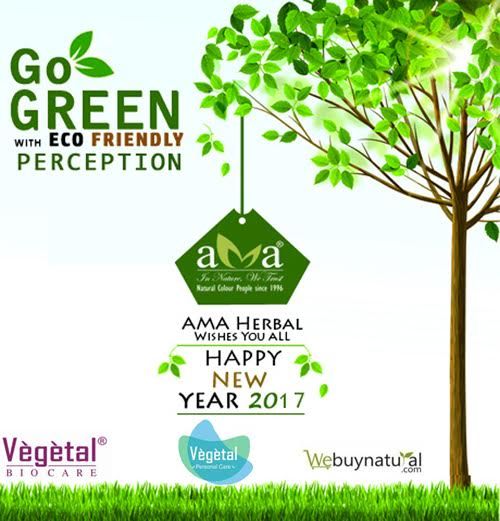 Go
GREEN
WITH ECO FRIENDLY
PERCEPTION
ama®
In Nature, We Trust
Natural Colour People since 1996
AMA HERBAL
WISHES YOU ALL
HAPPY
NEW
YEAR 2017
Vègètal®
BIOCARE
Vègètal
Personal Care
Webuynatural
.com